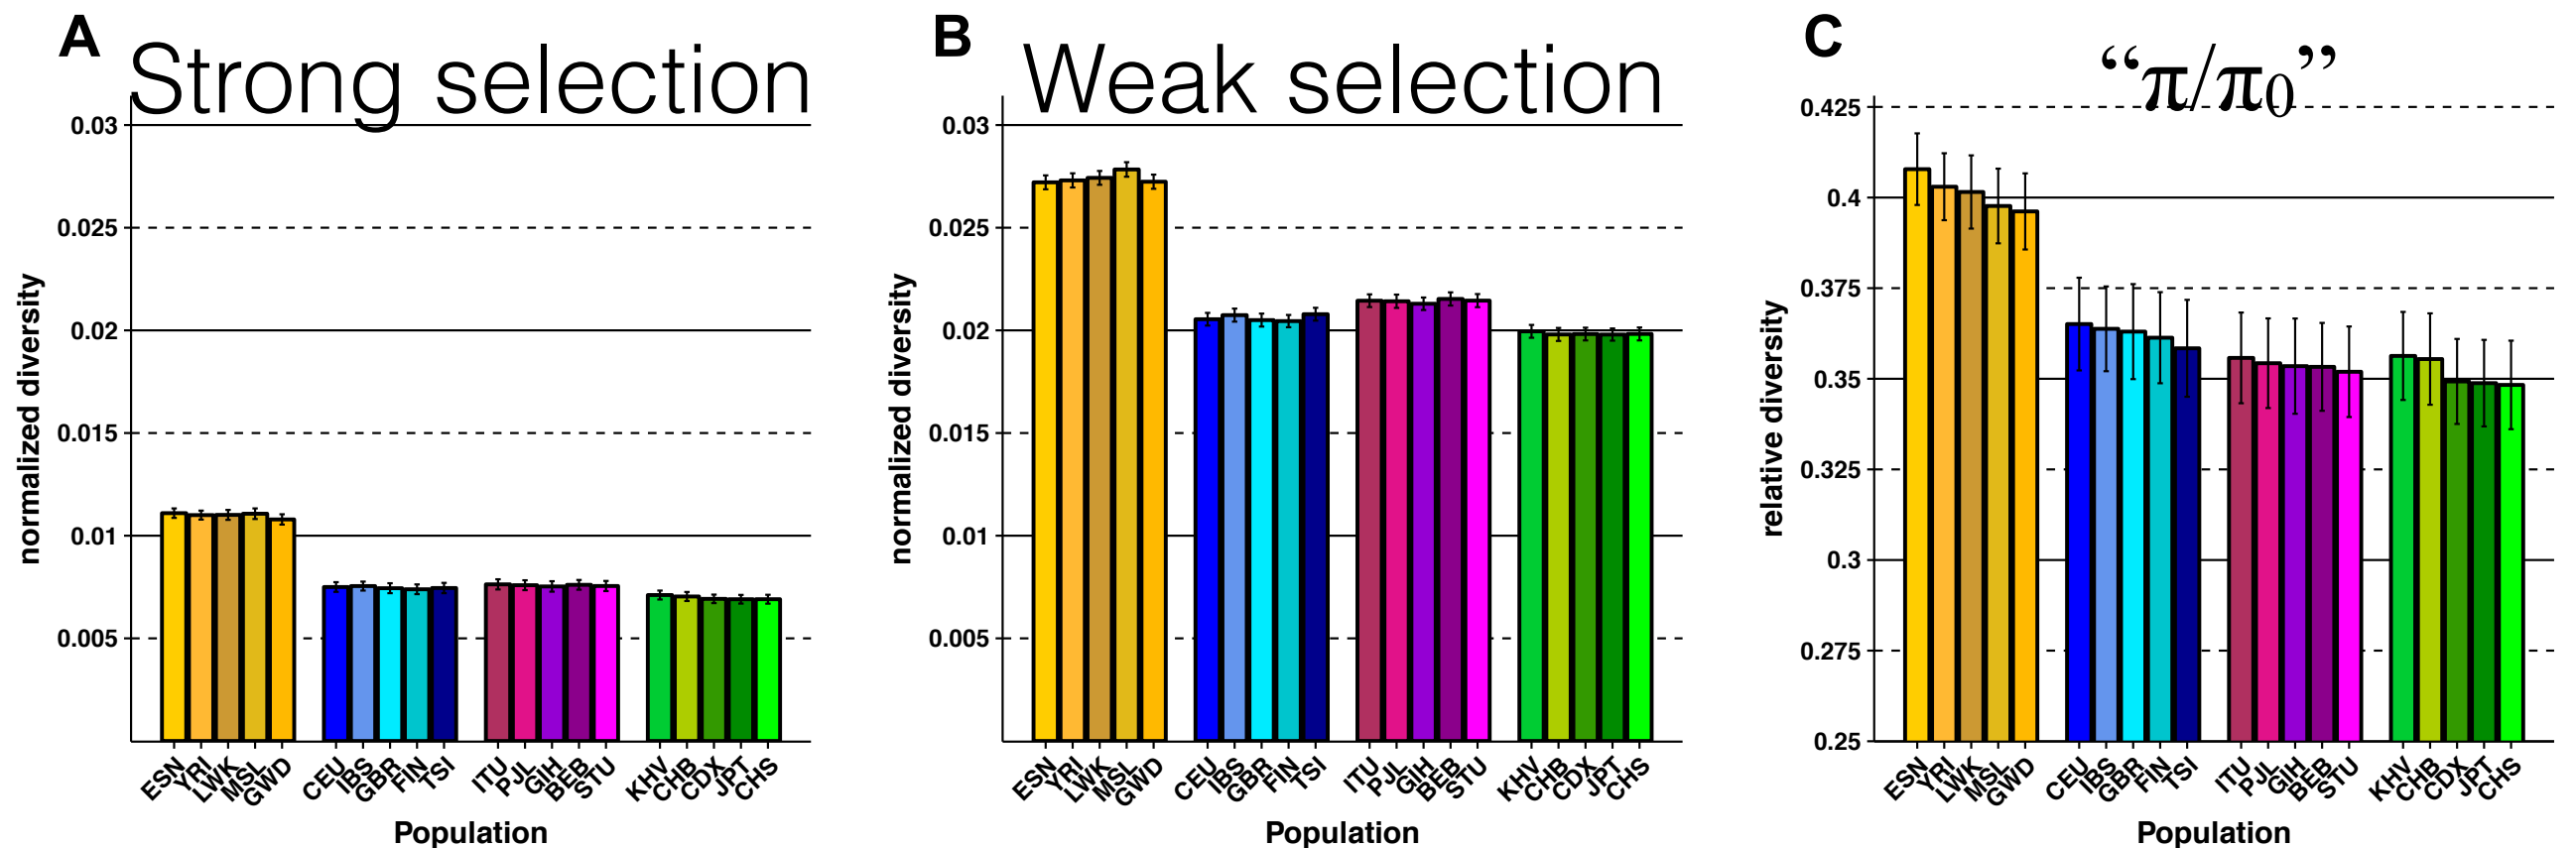 A
Strong selection
0.03
0.025
0.02
0.015
0.01
0.005
normalized diversity
ESN YRI LWK MSL GWD CEU IBS GBR FIN TSI ITU PJL GIH BEB STU KHV CHB CDX JPT CHS
Population
B
Weak selection
0.03
0.025
0.02
0.015
0.01
0.005
normalized diversity
ESN YRI LWK MSL GWD CEU IBS GBR FIN TSI ITU PJL GIH BEB STU KHV CHB CDX JPT CHS
Population
C
“π/π₀”
0.425
0.4
0.375
0.35
0.325
0.3
0.275
0.25
relative diversity
ESN YRI LWK MSL GWD CEU IBS GBR FIN TSI ITU PJL GIH BEB STU KHV CHB CDX JPT CHS
Population